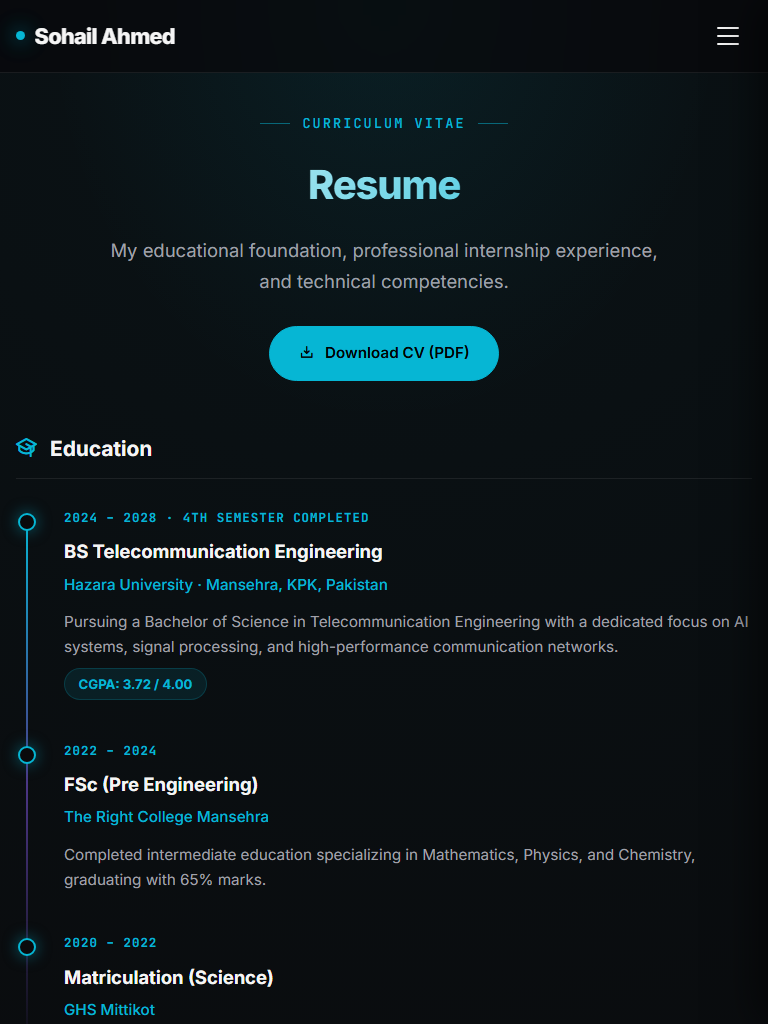 Sohail Ahmed
CURRICULUM VITAE
Resume
My educational foundation, professional internship experience,
and technical competencies.
Download CV (PDF)
Education
2024 – 2028 · 4TH SEMESTER COMPLETED
BS Telecommunication Engineering
Hazara University · Mansehra, KPK, Pakistan
Pursuing a Bachelor of Science in Telecommunication Engineering with a dedicated focus on AI
systems, signal processing, and high-performance communication networks.
CGPA: 3.72 / 4.00
2022 – 2024
FSc (Pre Engineering)
The Right College Mansehra
Completed intermediate education specializing in Mathematics, Physics, and Chemistry,
graduating with 65% marks.
2020 – 2022
Matriculation (Science)
GHS Mittikot